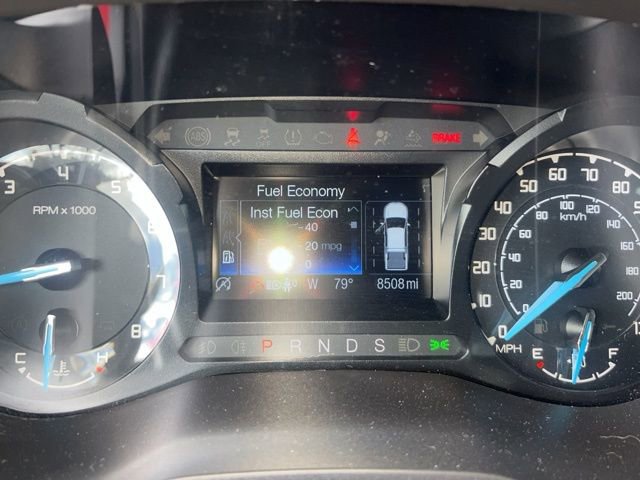 ABS BRAKE
3 4 5 6 7 8
RPM x 1000
C H
Fuel Economy
Inst Fuel Econ
40
20 mpg
0
W 79° 8508 mi
P R N D S
0 10 20 30 40 50 60 70 80
20 40 60 80 100 120 140 160 200
km/h
MPH
E F